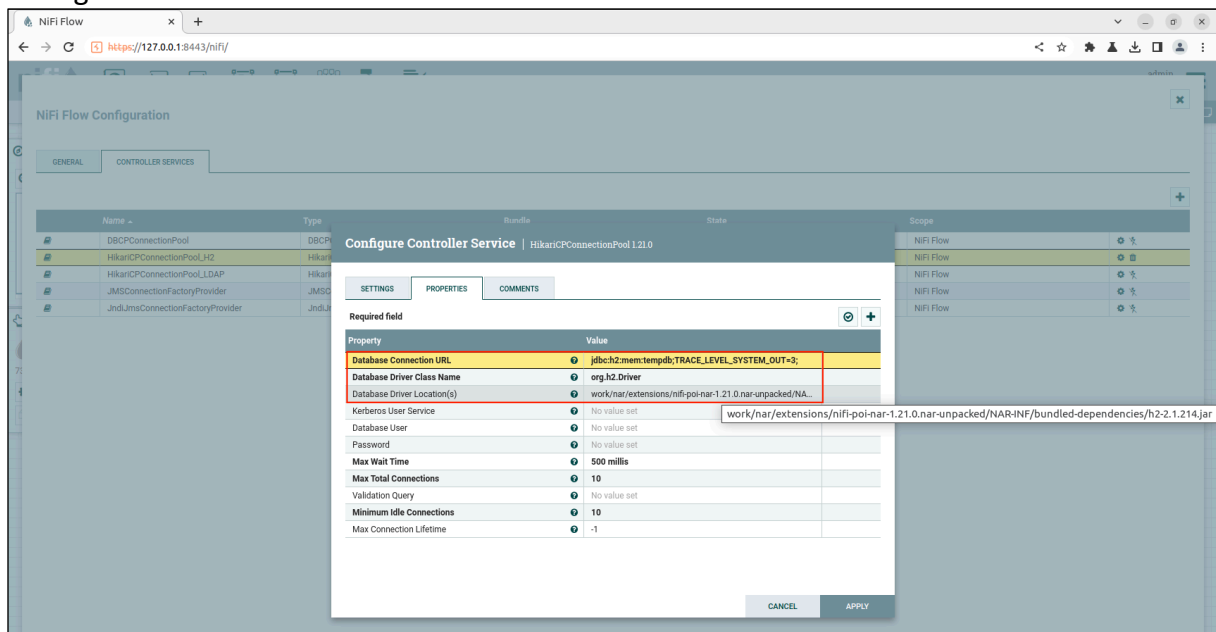 NiFi Flow
https://127.0.0.1:8443/nifi/
admin
NiFi Flow Configuration
GENERAL CONTROLLER SERVICES
Name Type Bundle State Scope
DBCPConnectionPool DBCP NiFi Flow
HikariCPConnectionPool_H2 Hikari NiFi Flow
HikariCPConnectionPool_LDAP Hikari NiFi Flow
JMSConnectionFactoryProvider JMSC NiFi Flow
JndiJmsConnectionFactoryProvider JndiJ NiFi Flow
Configure Controller Service | HikariCPConnectionPool 1.21.0
SETTINGS PROPERTIES COMMENTS
Required field
Property Value
Database Connection URL jdbc:h2:mem:tempdb;TRACE_LEVEL_SYSTEM_OUT=3;
Database Driver Class Name org.h2.Driver
Database Driver Location(s) work/nar/extensions/nifi-poi-nar-1.21.0.nar-unpacked/NA...
work/nar/extensions/nifi-poi-nar-1.21.0.nar-unpacked/NAR-INF/bundled-dependencies/h2-2.1.214.jar
Kerberos User Service No value set
Database User No value set
Password No value set
Max Wait Time 500 millis
Max Total Connections 10
Validation Query No value set
Minimum Idle Connections 10
Max Connection Lifetime -1
CANCEL APPLY